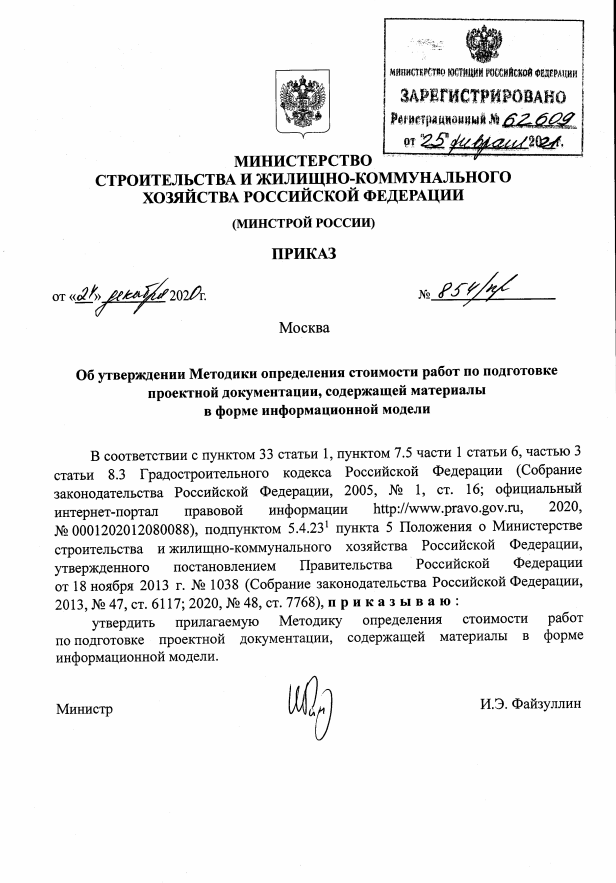 МИНИСТЕРСТВО ЮСТИЦИИ РОССИЙСКОЙ ФЕДЕРАЦИИ
ЗАРЕГИСТРИРОВАНО
Регистрационный № 62609
от "25" февраля 2021г.
МИНИСТЕРСТВО
СТРОИТЕЛЬСТВА И ЖИЛИЩНО-КОММУНАЛЬНОГО
ХОЗЯЙСТВА РОССИЙСКОЙ ФЕДЕРАЦИИ
(МИНСТРОЙ РОССИИ)
ПРИКАЗ
от «24» декабря 2020г. № 854/пр
Москва
Об утверждении Методики определения стоимости работ по подготовке
проектной документации, содержащей материалы
в форме информационной модели
В соответствии с пунктом 33 статьи 1, пунктом 7.5 части 1 статьи 6, частью 3
статьи 8.3 Градостроительного кодекса Российской Федерации (Собрание
законодательства Российской Федерации, 2005, № 1, ст. 16; официальный
интернет-портал правовой информации http://www.pravo.gov.ru, 2020,
№ 0001202012080088), подпунктом 5.4.23¹ пункта 5 Положения о Министерстве
строительства и жилищно-коммунального хозяйства Российской Федерации,
утвержденного постановлением Правительства Российской Федерации
от 18 ноября 2013 г. № 1038 (Собрание законодательства Российской Федерации,
2013, № 47, ст. 6117; 2020, № 48, ст. 7768), п р и к а з ы в а ю :
утвердить прилагаемую Методику определения стоимости работ
по подготовке проектной документации, содержащей материалы в форме
информационной модели.
Министр И.Э. Файзуллин